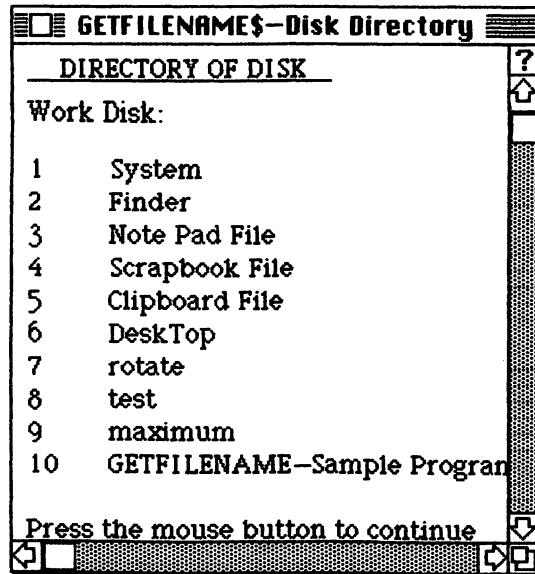 GETFILENAME$—Disk Directory
?
DIRECTORY OF DISK
Work Disk:
1 System
2 Finder
3 Note Pad File
4 Scrapbook File
5 Clipboard File
6 DeskTop
7 rotate
8 test
9 maximum
10 GETFILENAME—Sample Progran
Press the mouse button to continue